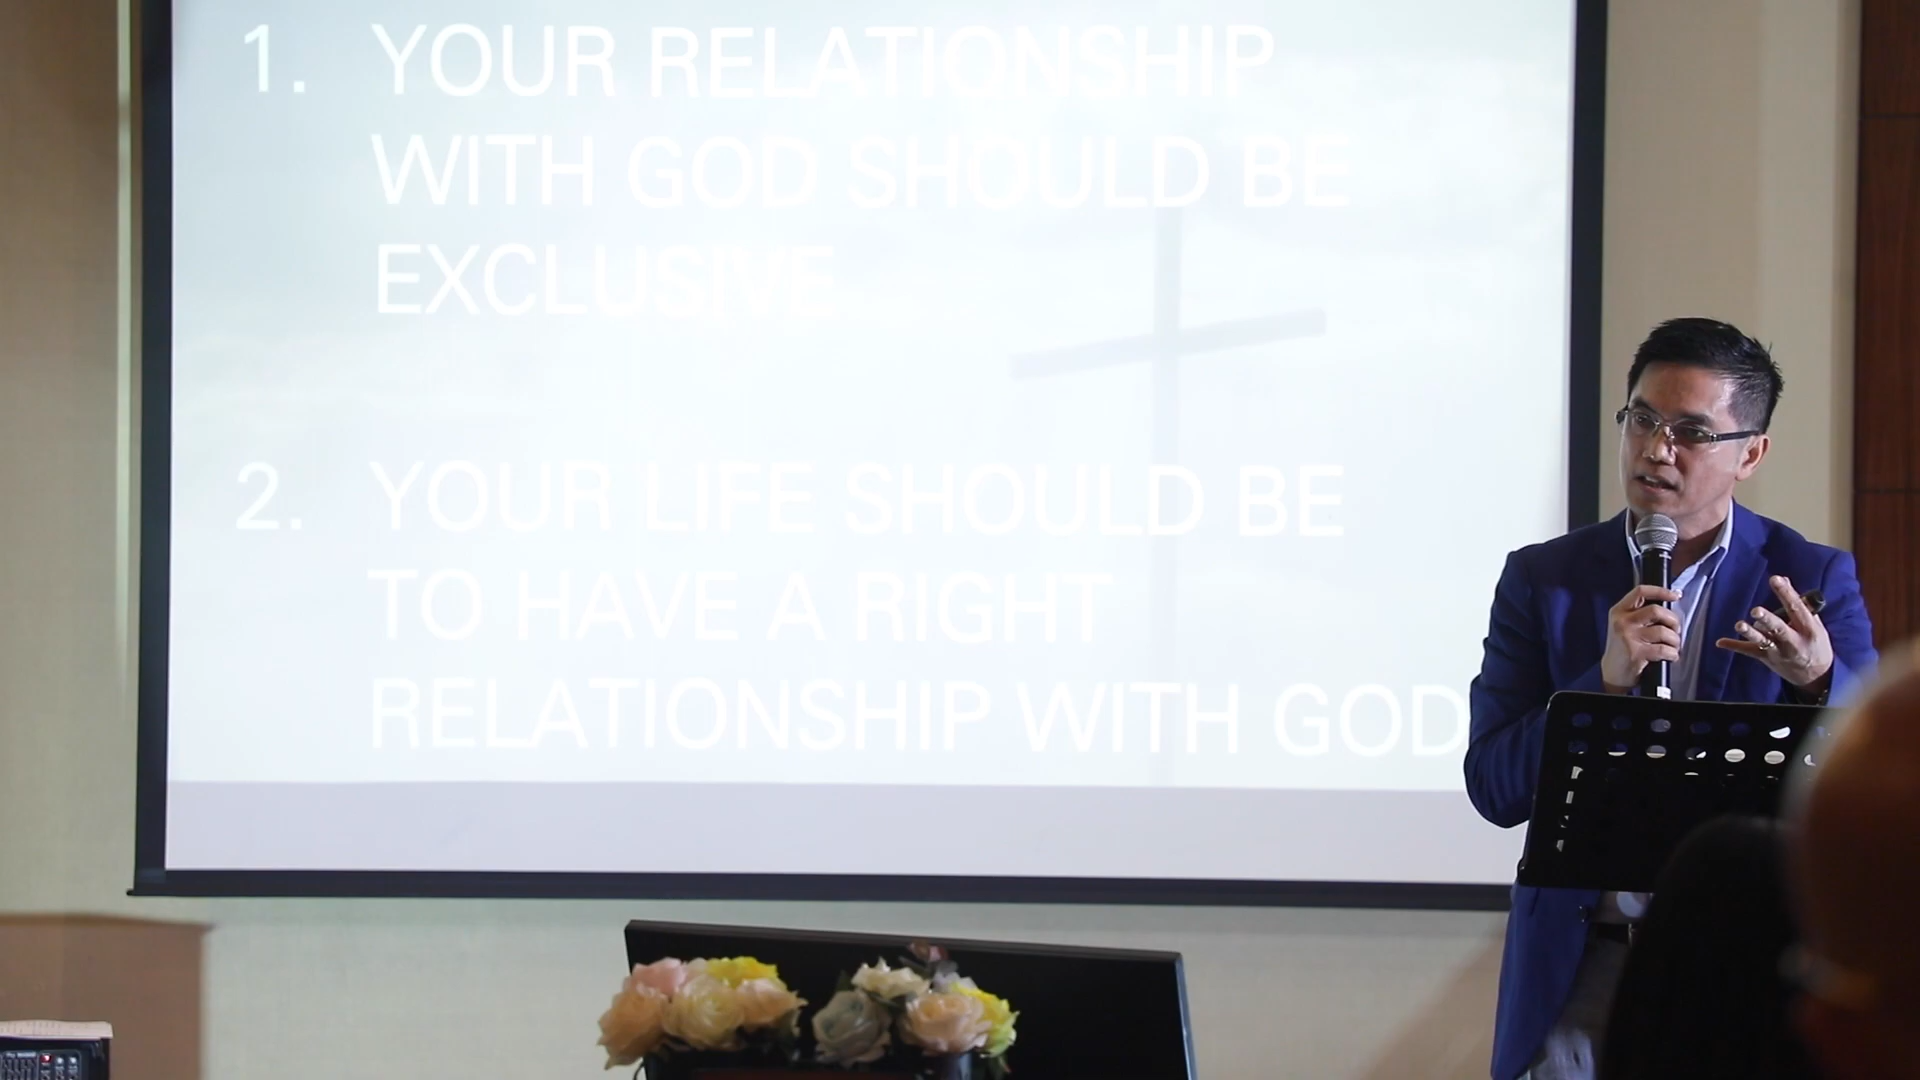 1. YOUR RELATIONSHIP
WITH GOD SHOULD BE
EXCLUSIVE
2. YOUR LIFE SHOULD BE
TO HAVE A RIGHT
RELATIONSHIP WITH GOD